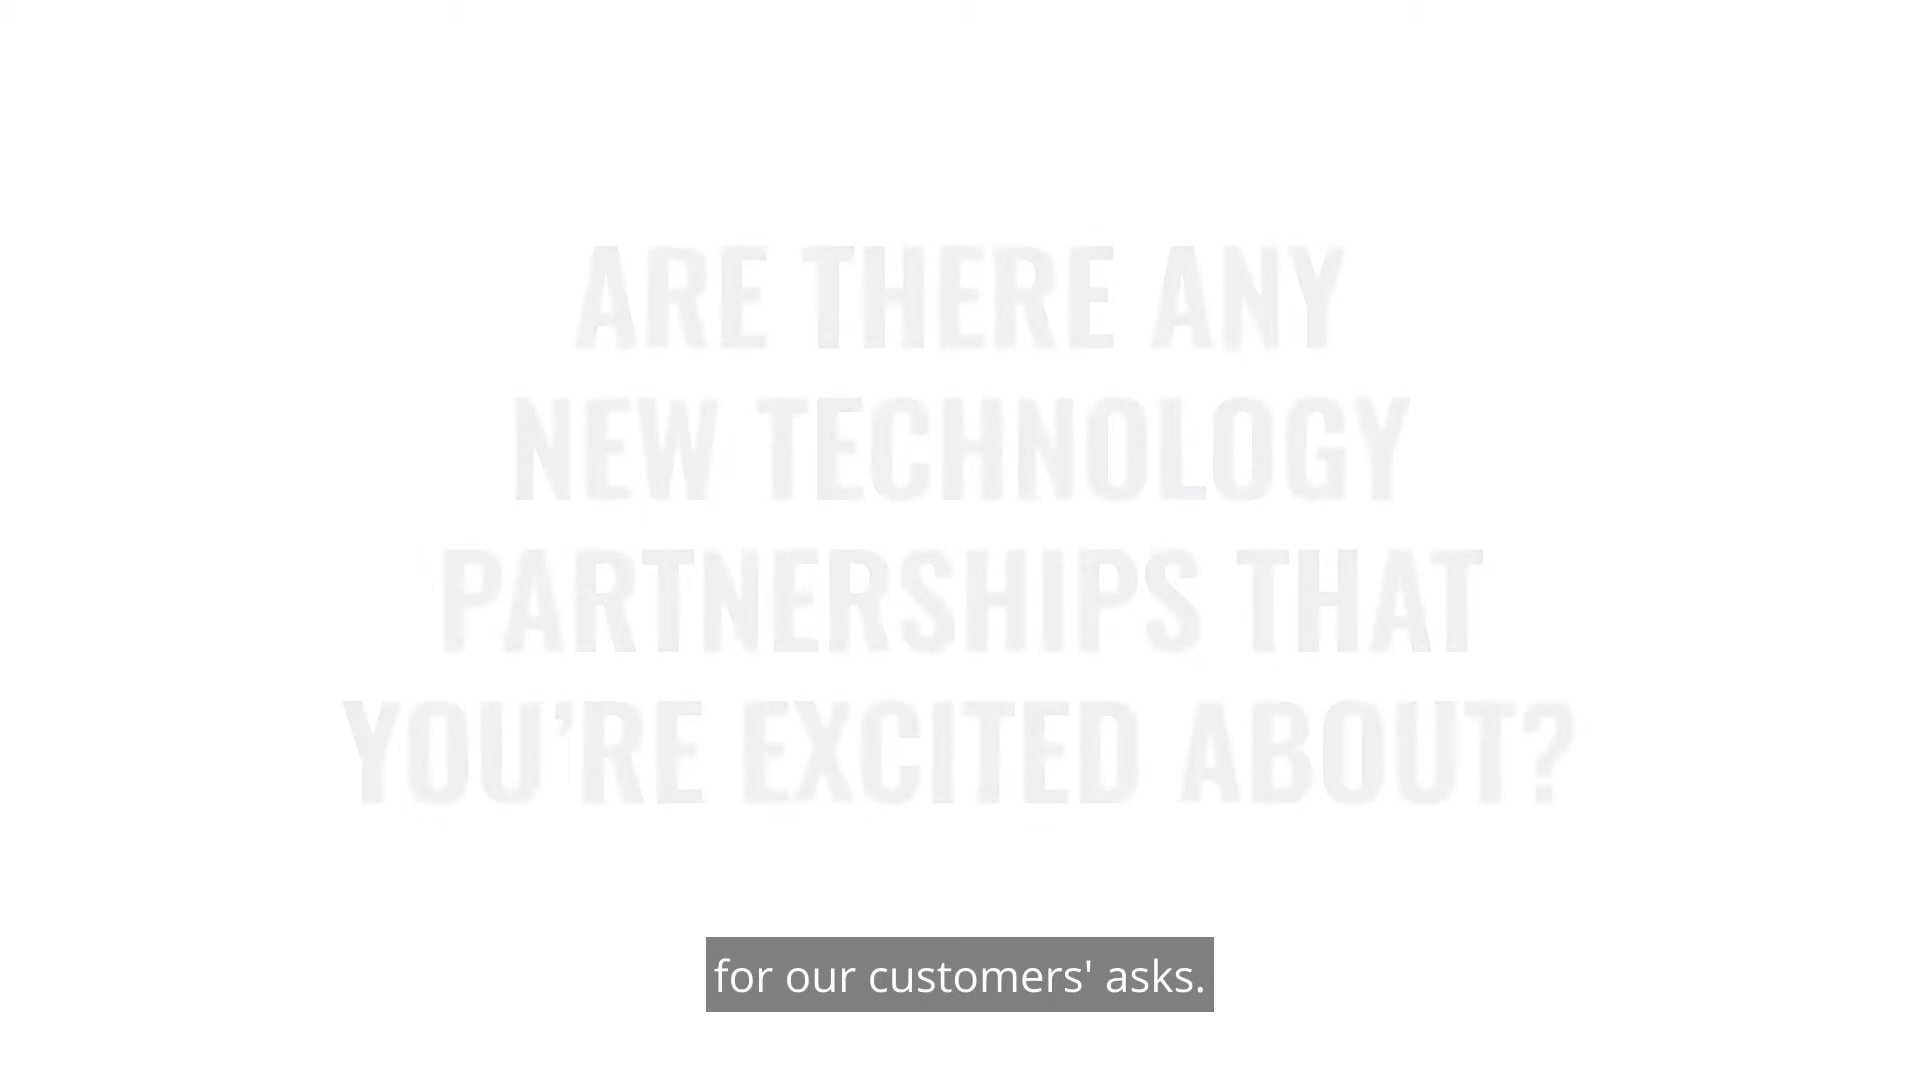 ARE THERE ANY
NEW TECHNOLOGY
PARTNERSHIPS THAT
YOU’RE EXCITED ABOUT?
for our customers' asks.